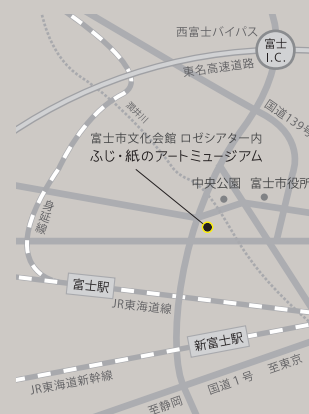 西富士バイパス
富士
I.C.
東名高速道路
国道139号
潤井川
富士市文化会館 ロゼシアター内
ふじ・紙のアートミュージアム
中央公園
富士市役所
身延線
富士駅
JR東海道線
新富士駅
JR東海道新幹線
国道1号
至東京
至静岡